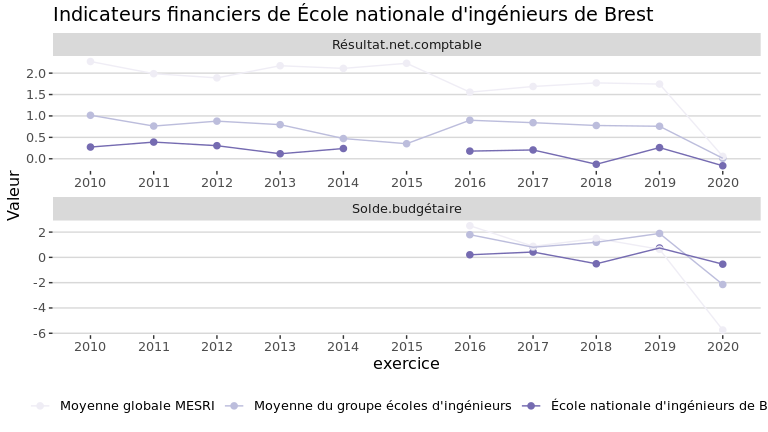 Indicateurs financiers de École nationale d'ingénieurs de Brest
Résultat.net.comptable
2.0
1.5
1.0
0.5
0.0
2010 2011 2012 2013 2014 2015 2016 2017 2018 2019 2020
Valeur
Solde.budgétaire
2
0
-2
-4
-6
2010 2011 2012 2013 2014 2015 2016 2017 2018 2019 2020
exercice
Moyenne globale MESRI Moyenne du groupe écoles d'ingénieurs École nationale d'ingénieurs de B